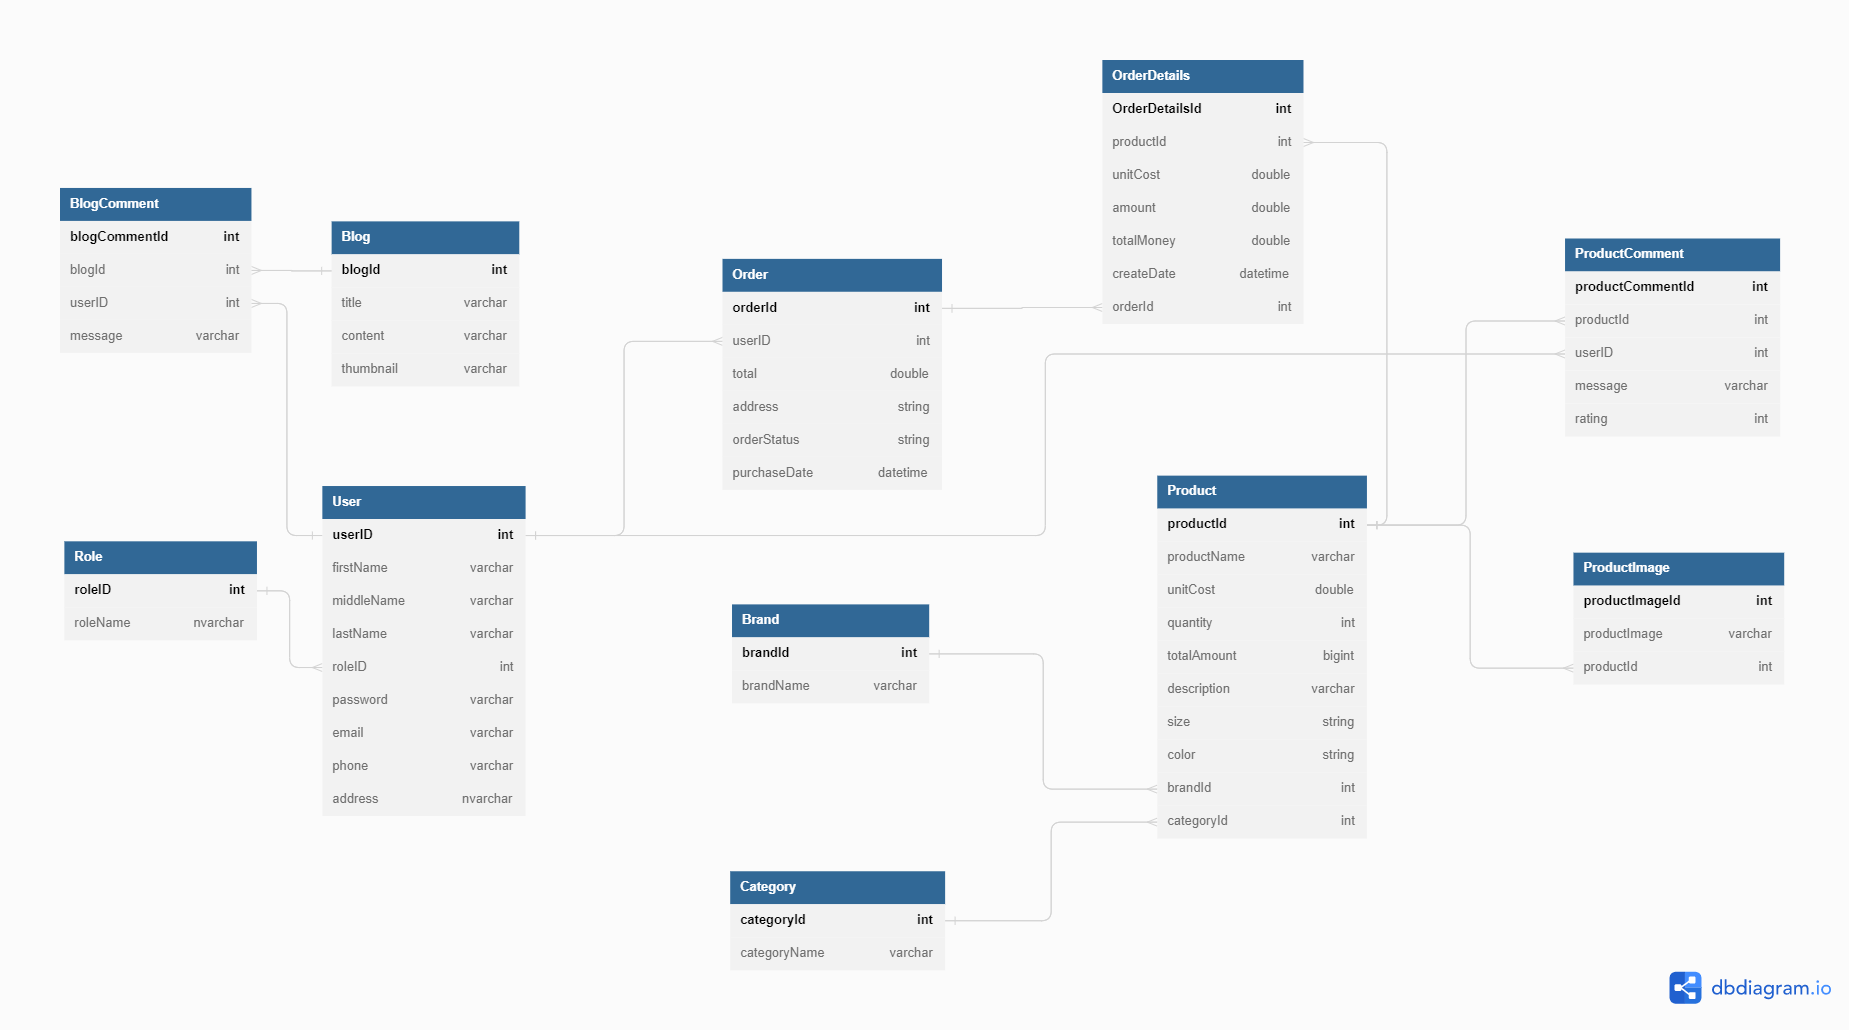 OrderDetails
OrderDetailsId int
productId int
unitCost double
amount double
totalMoney double
createDate datetime
orderId int
BlogComment
blogCommentId int
blogId int
userID int
message varchar
Blog
blogId int
title varchar
content varchar
thumbnail varchar
Order
orderId int
userID int
total double
address string
orderStatus string
purchaseDate datetime
ProductComment
productCommentId int
productId int
userID int
message varchar
rating int
User
userID int
firstName varchar
middleName varchar
lastName varchar
roleID int
password varchar
email varchar
phone varchar
address nvarchar
Role
roleID int
roleName nvarchar
Product
productId int
productName varchar
unitCost double
quantity int
totalAmount bigint
description varchar
size string
color string
brandId int
categoryId int
ProductImage
productImageId int
productImage varchar
productId int
Brand
brandId int
brandName varchar
Category
categoryId int
categoryName varchar
dbdiagram.io